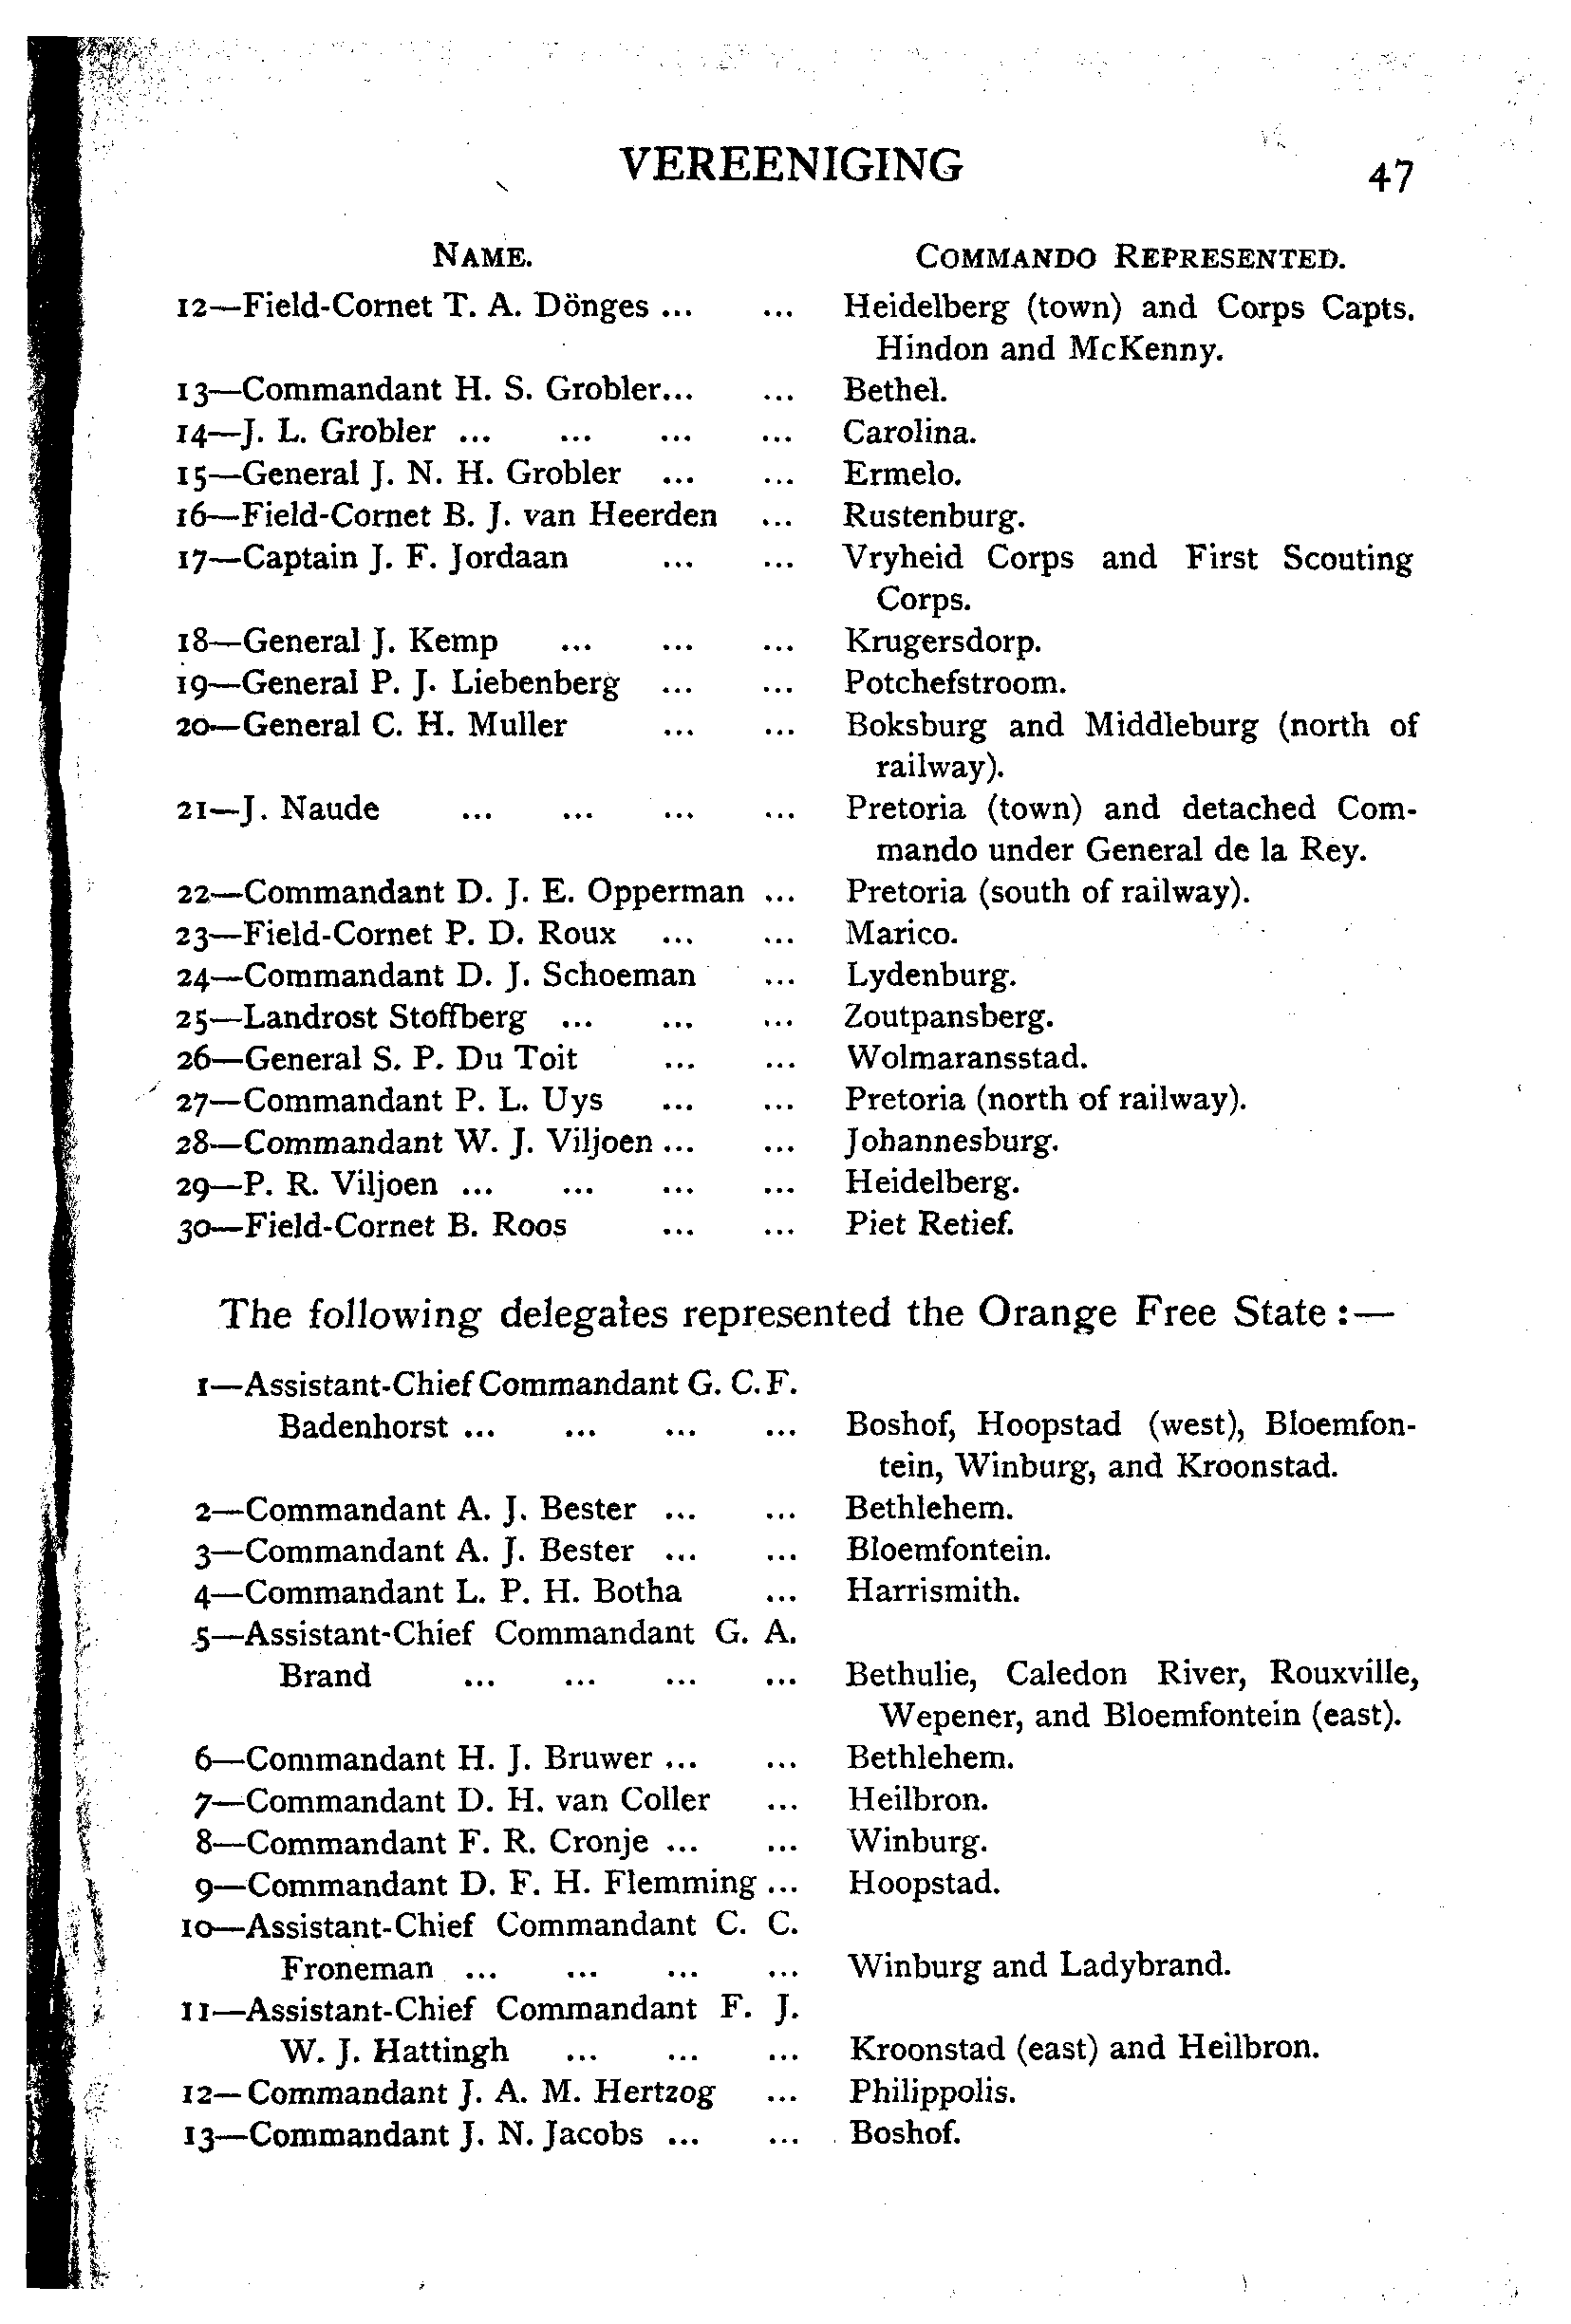 VEREENIGING 47
NAME. COMMANDO REPRESENTED.
12—Field-Cornet T. A. Dönges ... ... Heidelberg (town) and Corps Capts.
Hindon and McKenny.
13—Commandant H. S. Grobler... ... Bethel.
14—J. L. Grobler ... ... ... ... Carolina.
15—General J. N. H. Grobler ... ... Ermelo.
16—Field-Cornet B. J. van Heerden ... Rustenburg.
17—Captain J. F. Jordaan ... ... Vryheid Corps and First Scouting
Corps.
18—General J. Kemp ... ... ... Krugersdorp.
19—General P. J. Liebenberg ... ... Potchefstroom.
20—General C. H. Muller ... ... Boksburg and Middleburg (north of
railway).
21—J. Naude ... ... ... ... Pretoria (town) and detached Com-
mando under General de la Rey.
22—Commandant D. J. E. Opperman ... Pretoria (south of railway).
23—Field-Cornet P. D. Roux ... ... Marico.
24—Commandant D. J. Schoeman ... Lydenburg.
25—Landrost Stoffberg ... ... ... Zoutpansberg.
26—General S. P. Du Toit ... ... Wolmaransstad.
27—Commandant P. L. Uys ... ... Pretoria (north of railway).
28—Commandant W. J. Viljoen ... ... Johannesburg.
29—P. R. Viljoen ... ... ... ... Heidelberg.
30—Field-Cornet B. Roos ... ... Piet Retief.
The following delegates represented the Orange Free State :—
1—Assistant-Chief Commandant G. C. F.
Badenhorst ... ... ... ... Boshof, Hoopstad (west), Bloemfon-
tein, Winburg, and Kroonstad.
2—Commandant A. J. Bester ... ... Bethlehem.
3—Commandant A. J. Bester ... ... Bloemfontein.
4—Commandant L. P. H. Botha ... Harrismith.
5—Assistant-Chief Commandant G. A.
Brand ... ... ... ... Bethulie, Caledon River, Rouxville,
Wepener, and Bloemfontein (east).
6—Commandant H. J. Bruwer ... ... Bethlehem.
7—Commandant D. H. van Coller ... Heilbron.
8—Commandant F. R. Cronje ... ... Winburg.
9—Commandant D. F. H. Flemming ... Hoopstad.
10—Assistant-Chief Commandant C. C.
Froneman ... ... ... ... Winburg and Ladybrand.
11—Assistant-Chief Commandant F. J.
W. J. Hattingh ... ... ... Kroonstad (east) and Heilbron.
12—Commandant J. A. M. Hertzog ... Philippolis.
13—Commandant J. N. Jacobs ... ... Boshof.